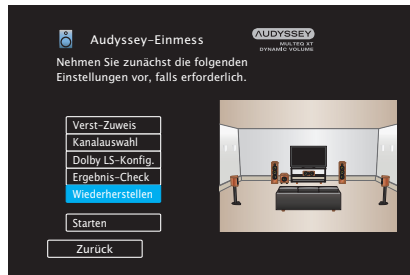 Audyssey-Einmess
AUDYSSEY
MULTEQ XT
DYNAMIC VOLUME
Nehmen Sie zunächst die folgenden
Einstellungen vor, falls erforderlich.
Verst-Zuweis
Kanalauswahl
Dolby LS-Konfig.
Ergebnis-Check
Wiederherstellen
Starten
Zurück